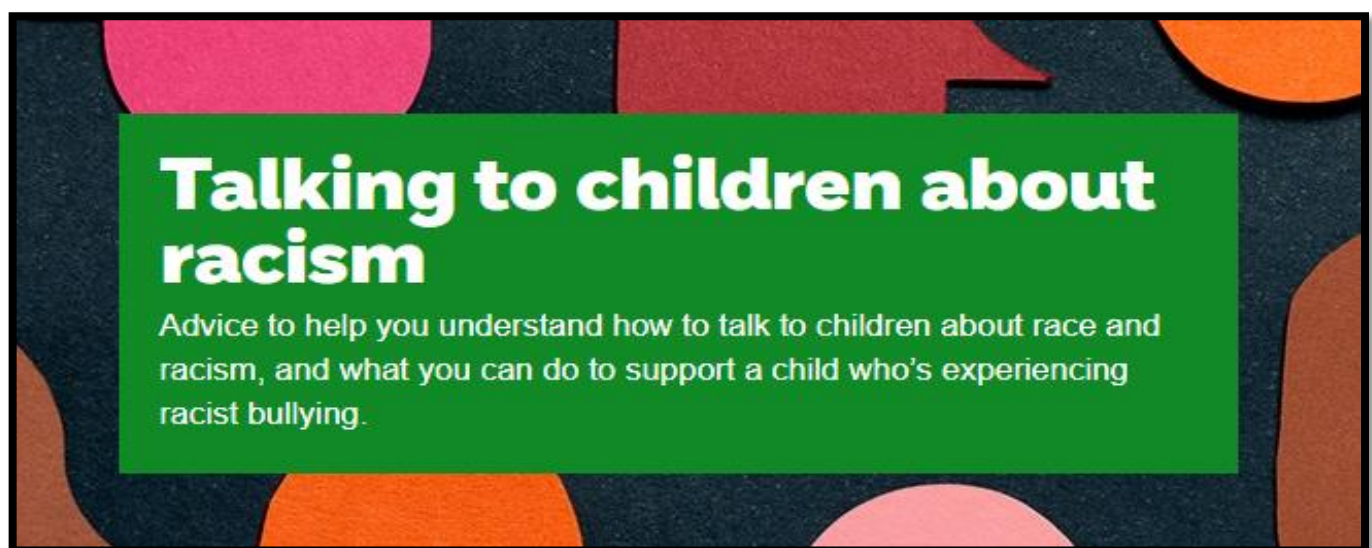 Talking to children about
racism
Advice to help you understand how to talk to children about race and
racism, and what you can do to support a child who's experiencing
racist bullying.